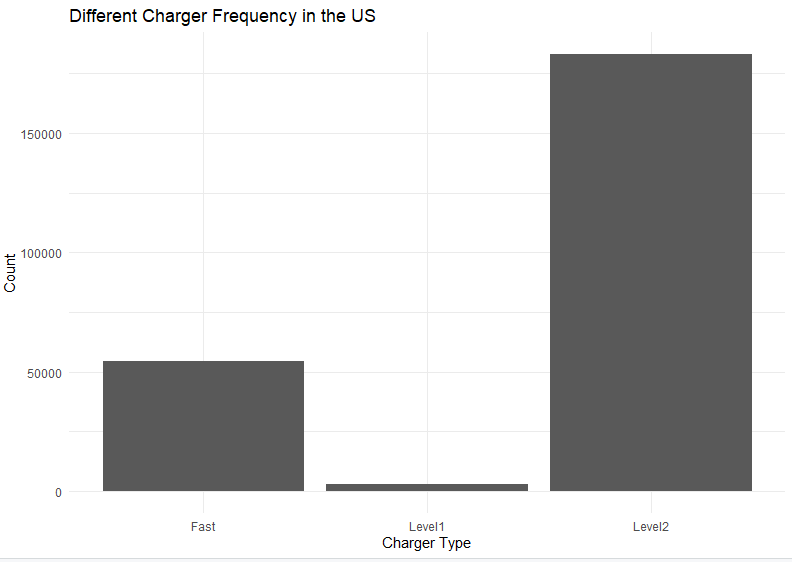 Different Charger Frequency in the US
150000
100000
50000
0
Count
Fast
Level1
Level2
Charger Type